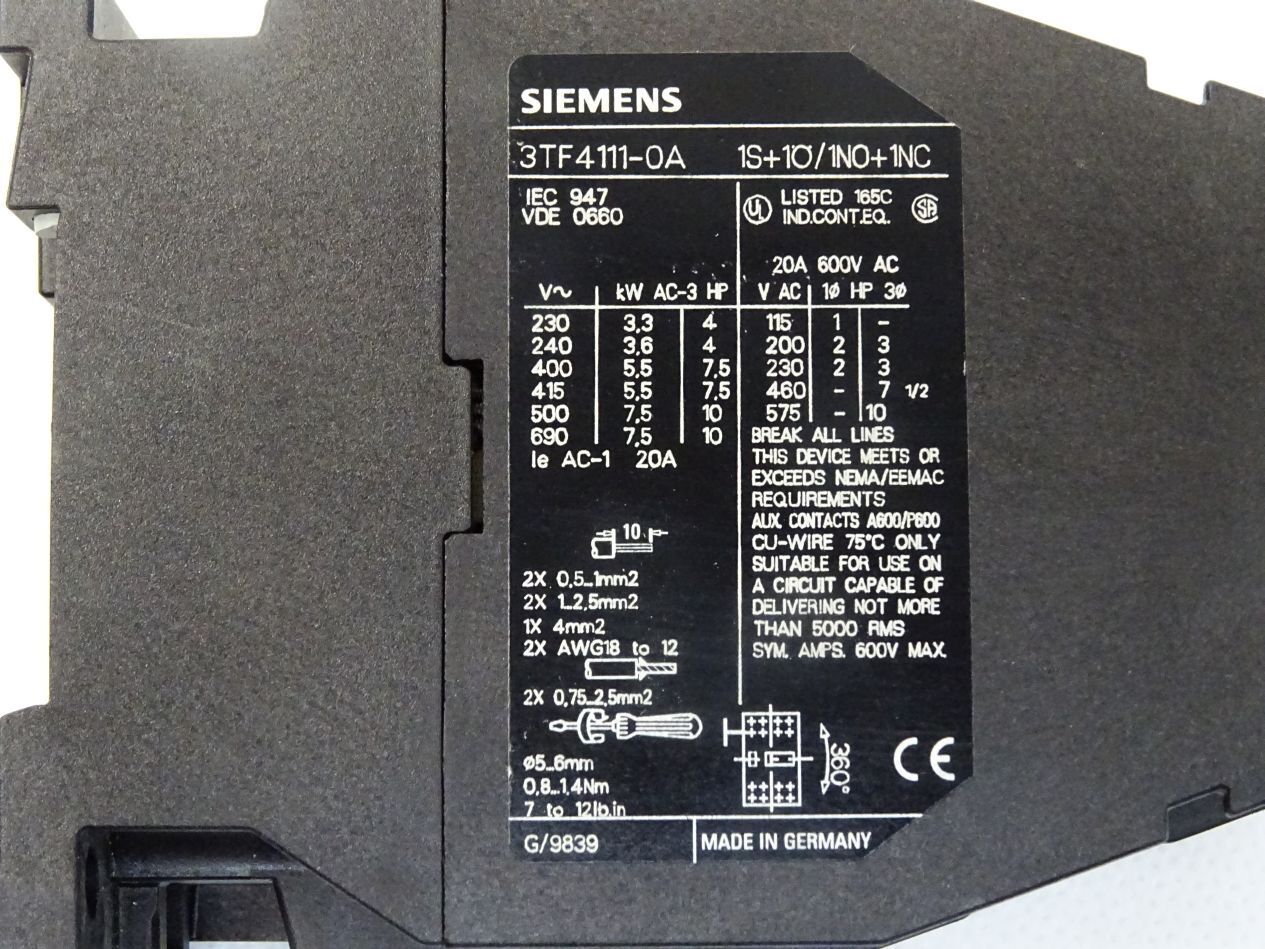 SIEMENS
3TF4111-0A 1S+1Ö/1NO+1NC
IEC 947
VDE 0660
V~ kW AC-3 HP
230 3,3 4
240 3,6 4
400 5,5 7,5
415 5,5 7,5
500 7,5 10
690 7,5 10
Ie AC-1 20A
10
2X 0,5...1mm2
2X 1...2,5mm2
1X 4mm2
2X AWG18 to 12
2X 0,75...2,5mm2
ø5...6mm
0,8...1,4Nm
7 to 12lb.in
UL LISTED 165C SA
IND.CONT.EQ.
20A 600V AC
V AC 1ø HP 3ø
115 1 -
200 2 3
230 2 3
460 - 7 1/2
575 - 10
BREAK ALL LINES
THIS DEVICE MEETS OR
EXCEEDS NEMA/EEMAC
REQUIREMENTS
AUX. CONTACTS A600/P600
CU-WIRE 75°C ONLY
SUITABLE FOR USE ON
A CIRCUIT CAPABLE OF
DELIVERING NOT MORE
THAN 5000 RMS
SYM. AMPS. 600V MAX.
360°
CE
G/9839
MADE IN GERMANY